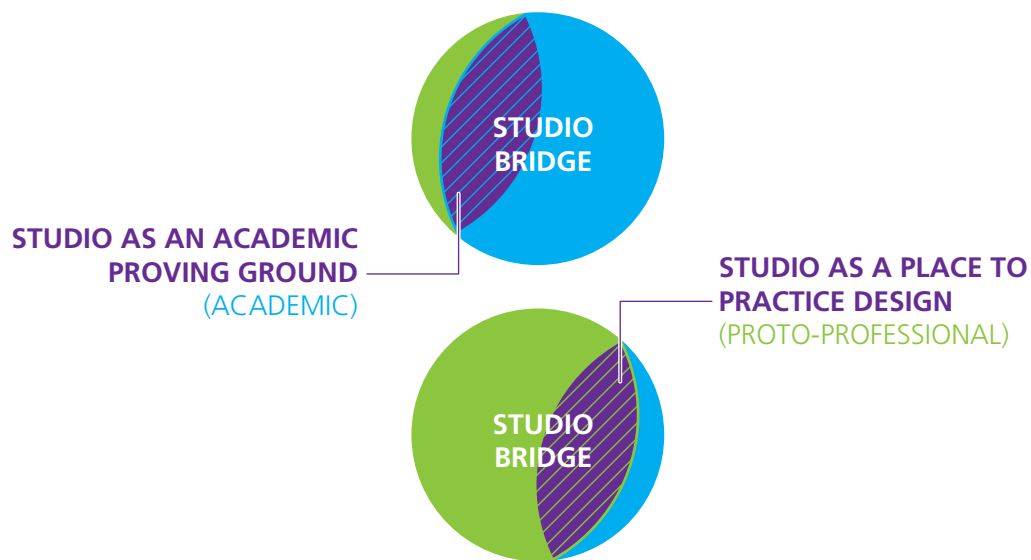 STUDIO
BRIDGE
STUDIO AS AN ACADEMIC
PROVING GROUND
(ACADEMIC)
STUDIO AS A PLACE TO
PRACTICE DESIGN
(PROTO-PROFESSIONAL)
STUDIO
BRIDGE